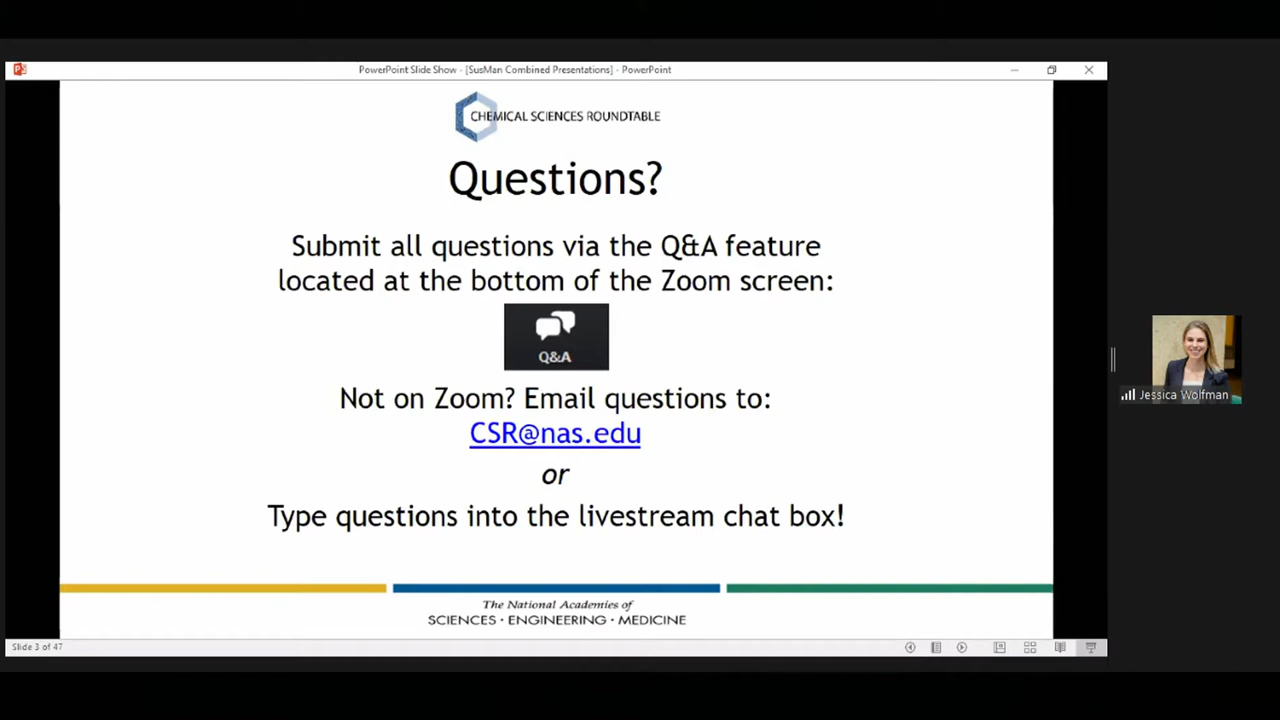 PowerPoint Slide Show - [SusMan Combined Presentations] - PowerPoint
CHEMICAL SCIENCES ROUNDTABLE
Questions?
Submit all questions via the Q&A feature
located at the bottom of the Zoom screen:
Q&A
Not on Zoom? Email questions to:
CSR@nas.edu
or
Type questions into the livestream chat box!
The National Academies of
SCIENCES · ENGINEERING · MEDICINE
Slide 3 of 47
Jessica Wolfman